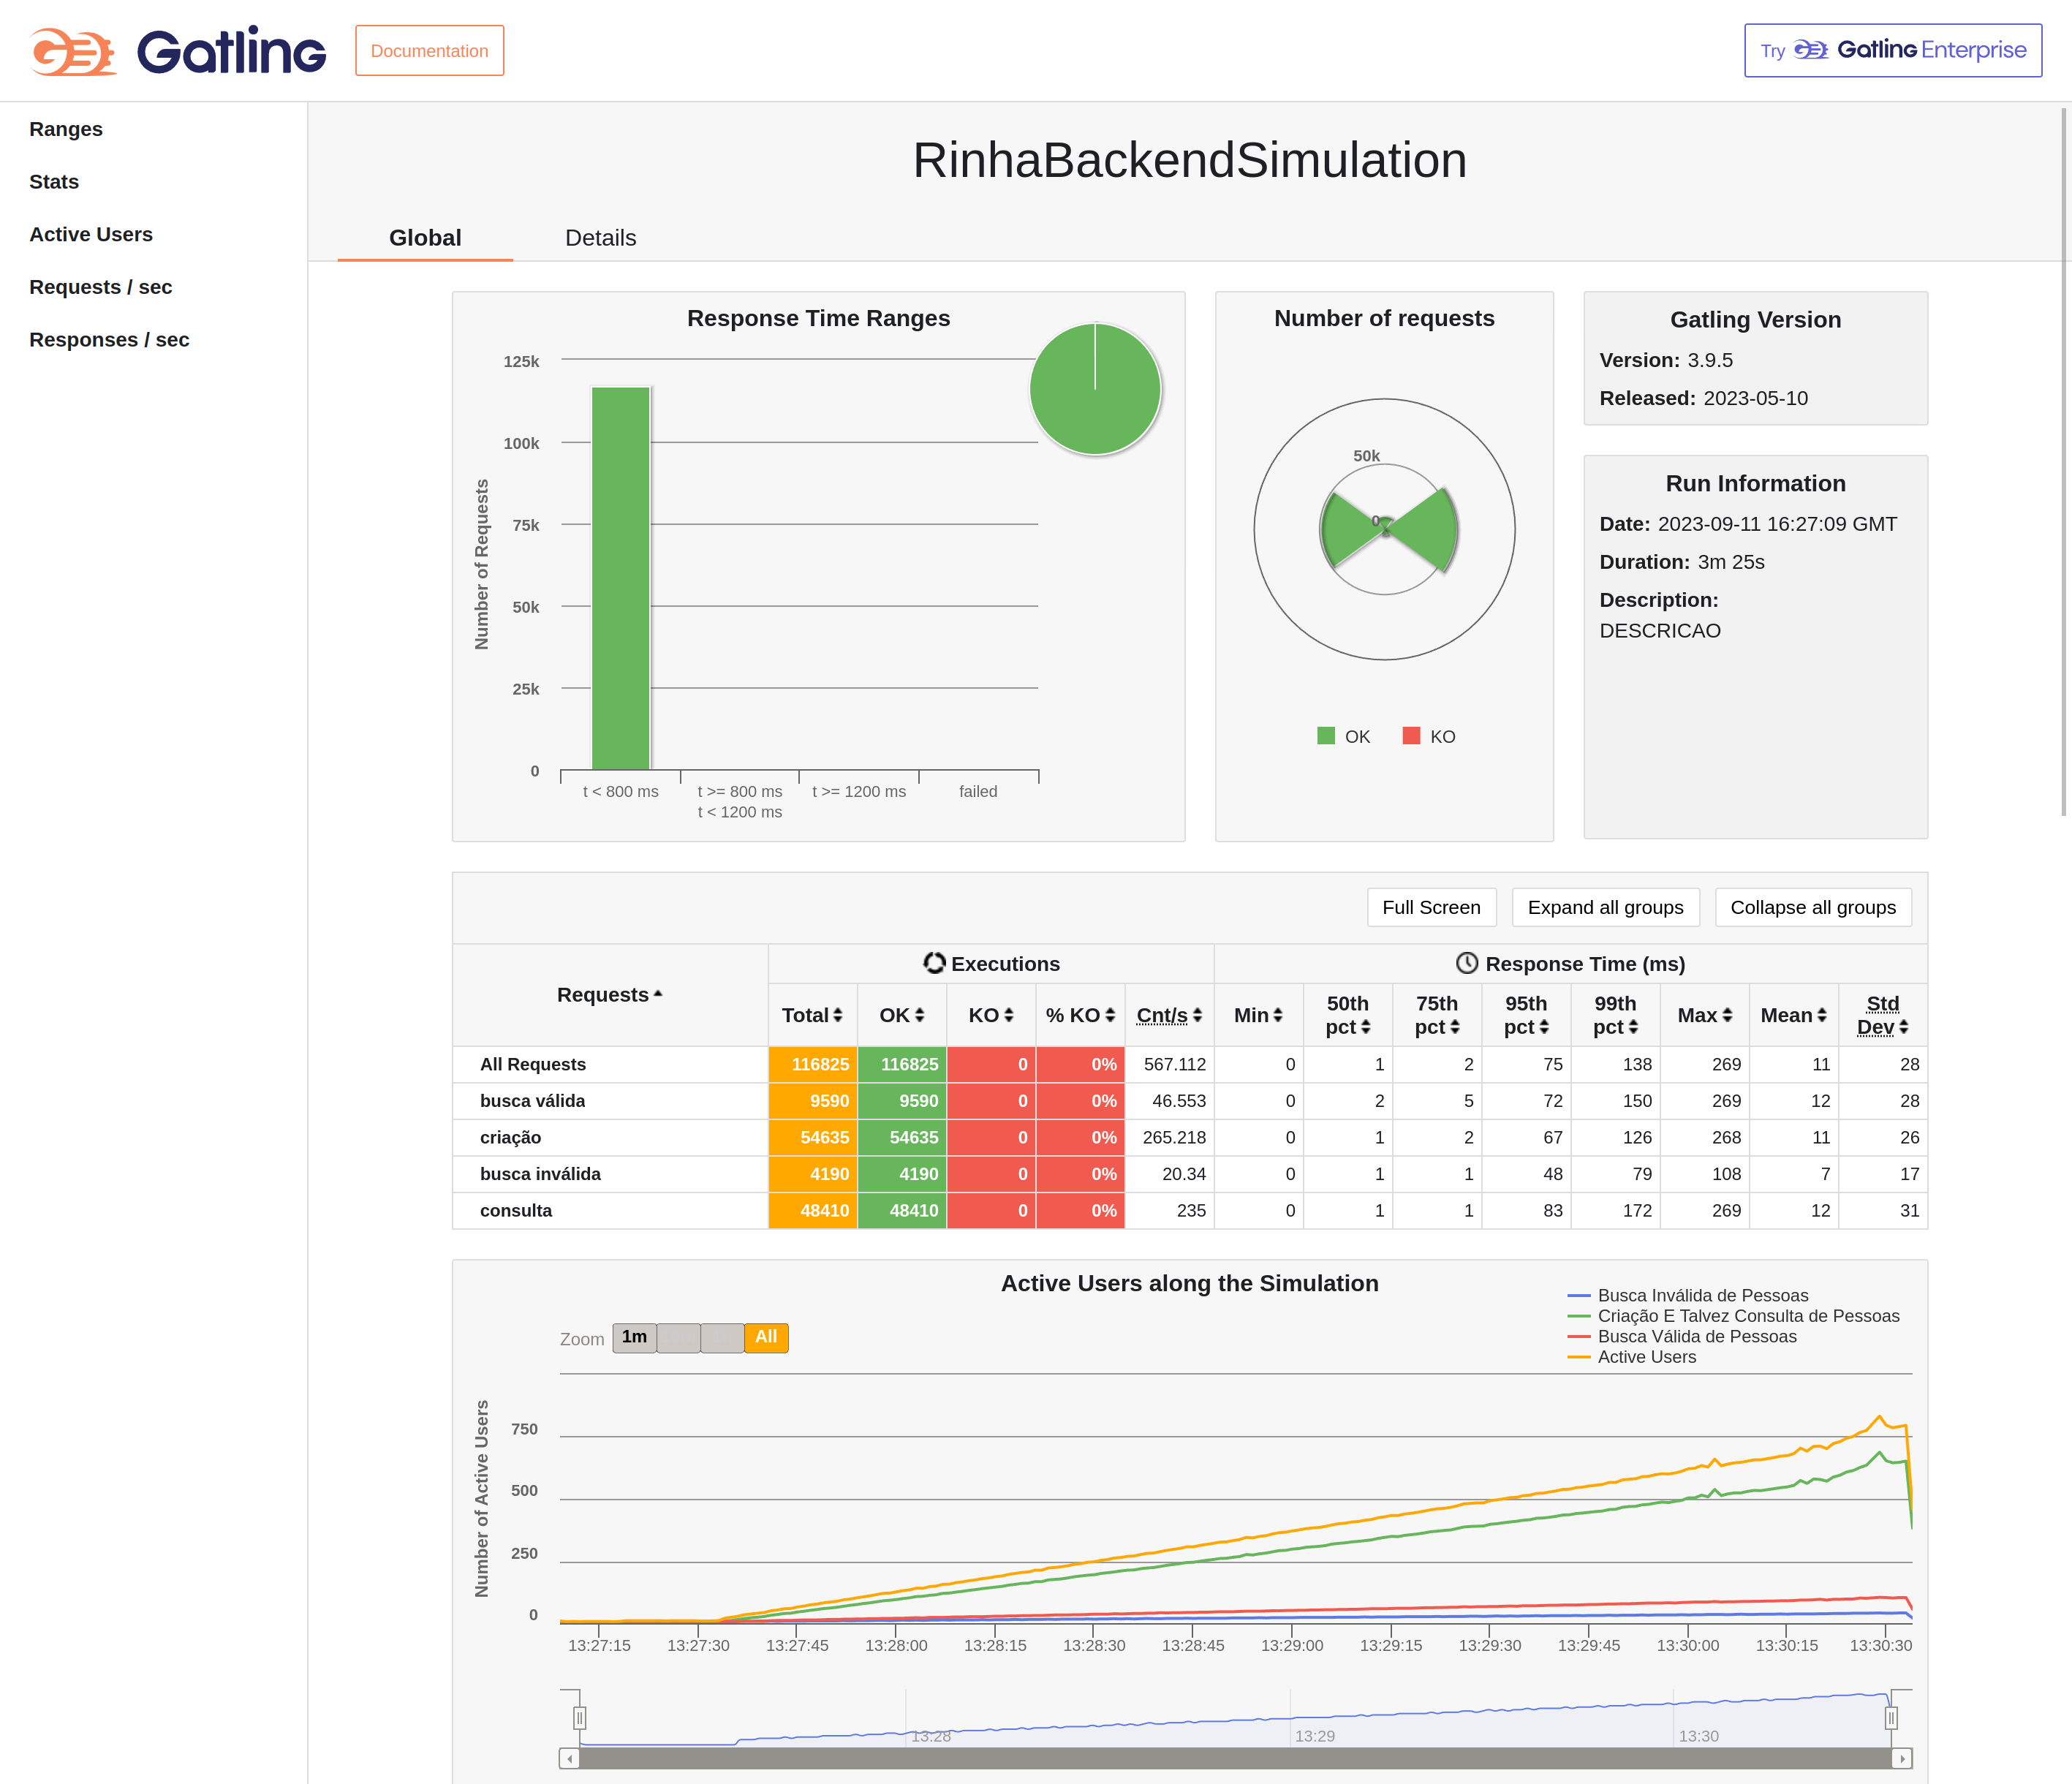 Gatling
Documentation
Try Gatling Enterprise
Ranges
Stats
Active Users
Requests / sec
Responses / sec
RinhaBackendSimulation
Global Details
Response Time Ranges
Number of Requests
125k
100k
75k
50k
25k
0
t < 800 ms t >= 800 ms t >= 1200 ms failed
t < 1200 ms
Number of requests
50k
0
OK KO
Gatling Version
Version: 3.9.5
Released: 2023-05-10
Run Information
Date: 2023-09-11 16:27:09 GMT
Duration: 3m 25s
Description:
DESCRICAO
Full Screen Expand all groups Collapse all groups
Requests Executions Response Time (ms)
Total OK KO % KO Cnt/s Min 50th pct 75th pct 95th pct 99th pct Max Mean Std Dev
All Requests 116825 116825 0 0% 567.112 0 1 2 75 138 269 11 28
busca válida 9590 9590 0 0% 46.553 0 2 5 72 150 269 12 28
criação 54635 54635 0 0% 265.218 0 1 2 67 126 268 11 26
busca inválida 4190 4190 0 0% 20.34 0 1 1 48 79 108 7 17
consulta 48410 48410 0 0% 235 0 1 1 83 172 269 12 31
Active Users along the Simulation
Busca Inválida de Pessoas
Criação E Talvez Consulta de Pessoas
Busca Válida de Pessoas
Active Users
Zoom 1m All
Number of Active Users
750
500
250
0
13:27:15 13:27:30 13:27:45 13:28:00 13:28:15 13:28:30 13:28:45 13:29:00 13:29:15 13:29:30 13:29:45 13:30:00 13:30:15 13:30:30
13:28 13:29 13:30